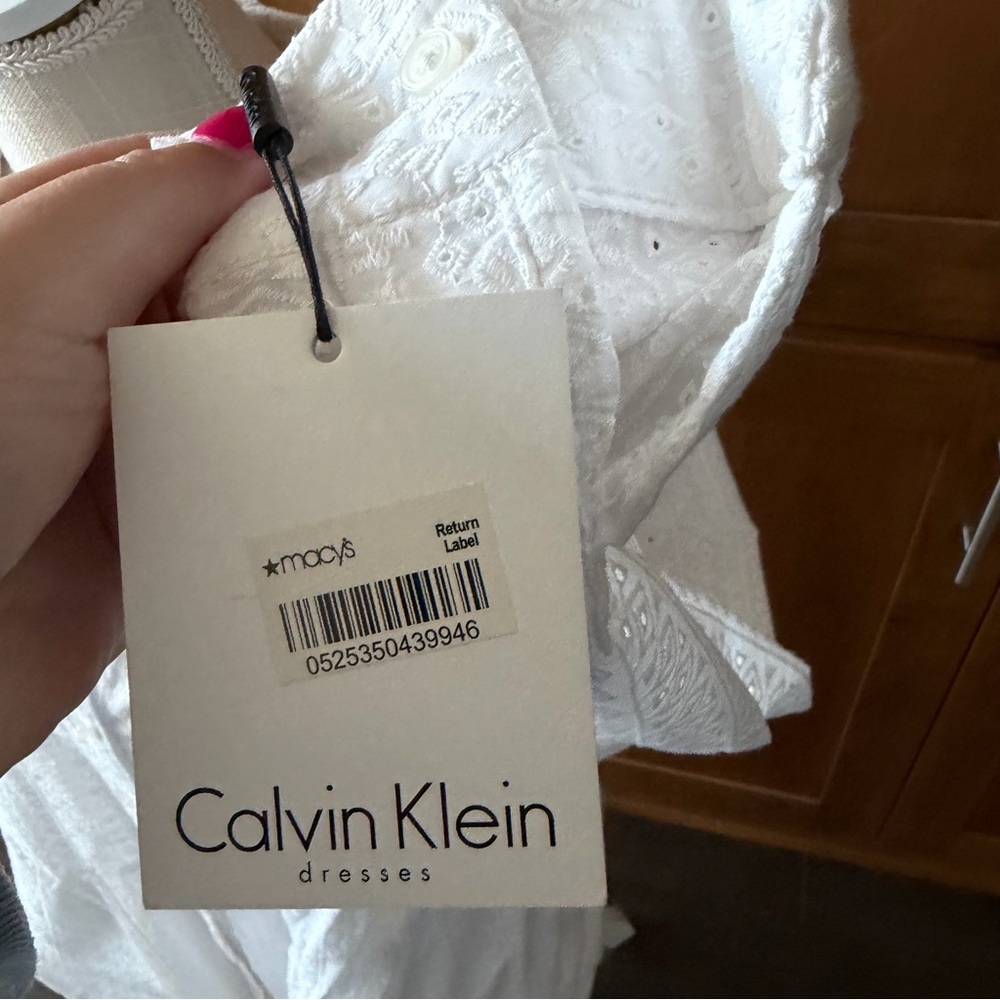 ★macy's
Return
Label
0525350439946
Calvin Klein
dresses